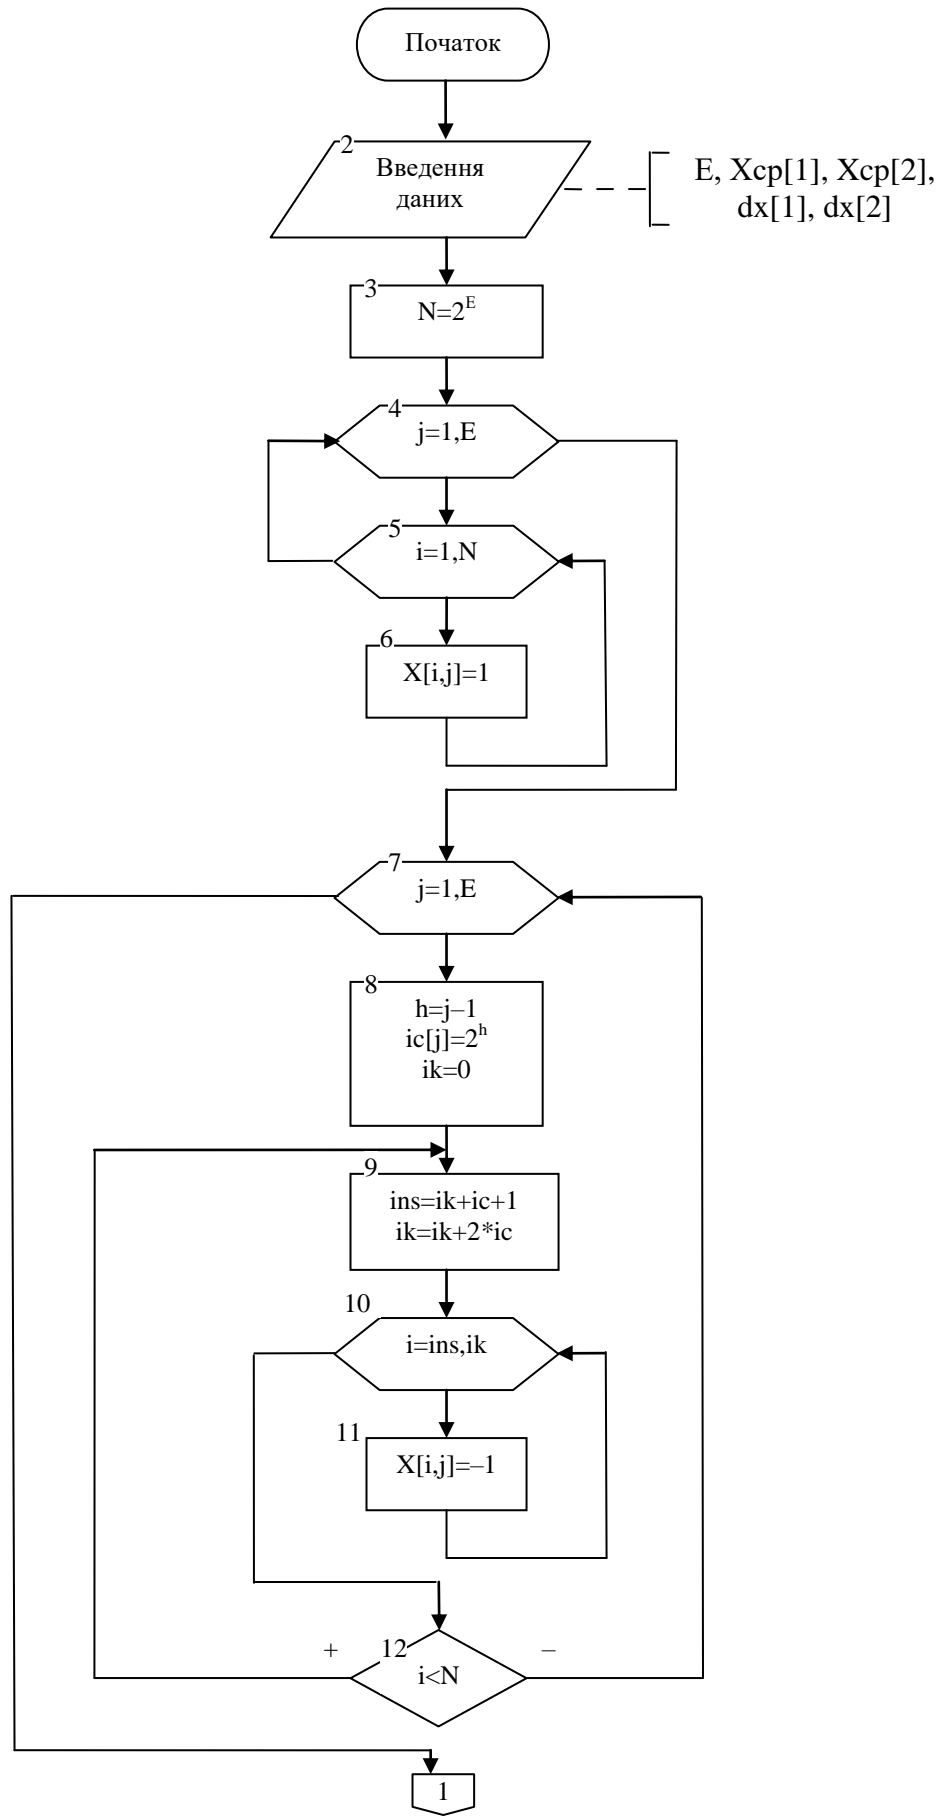 Початок
2
Введення
даних
E, Xср[1], Xср[2],
dx[1], dx[2]
3
N=2^E
4
j=1,E
5
i=1,N
6
X[i,j]=1
7
j=1,E
8
h=j–1
ic[j]=2^h
ik=0
9
ins=ik+ic+1
ik=ik+2*ic
10
i=ins,ik
11
X[i,j]=–1
+
12
–
i<N
1